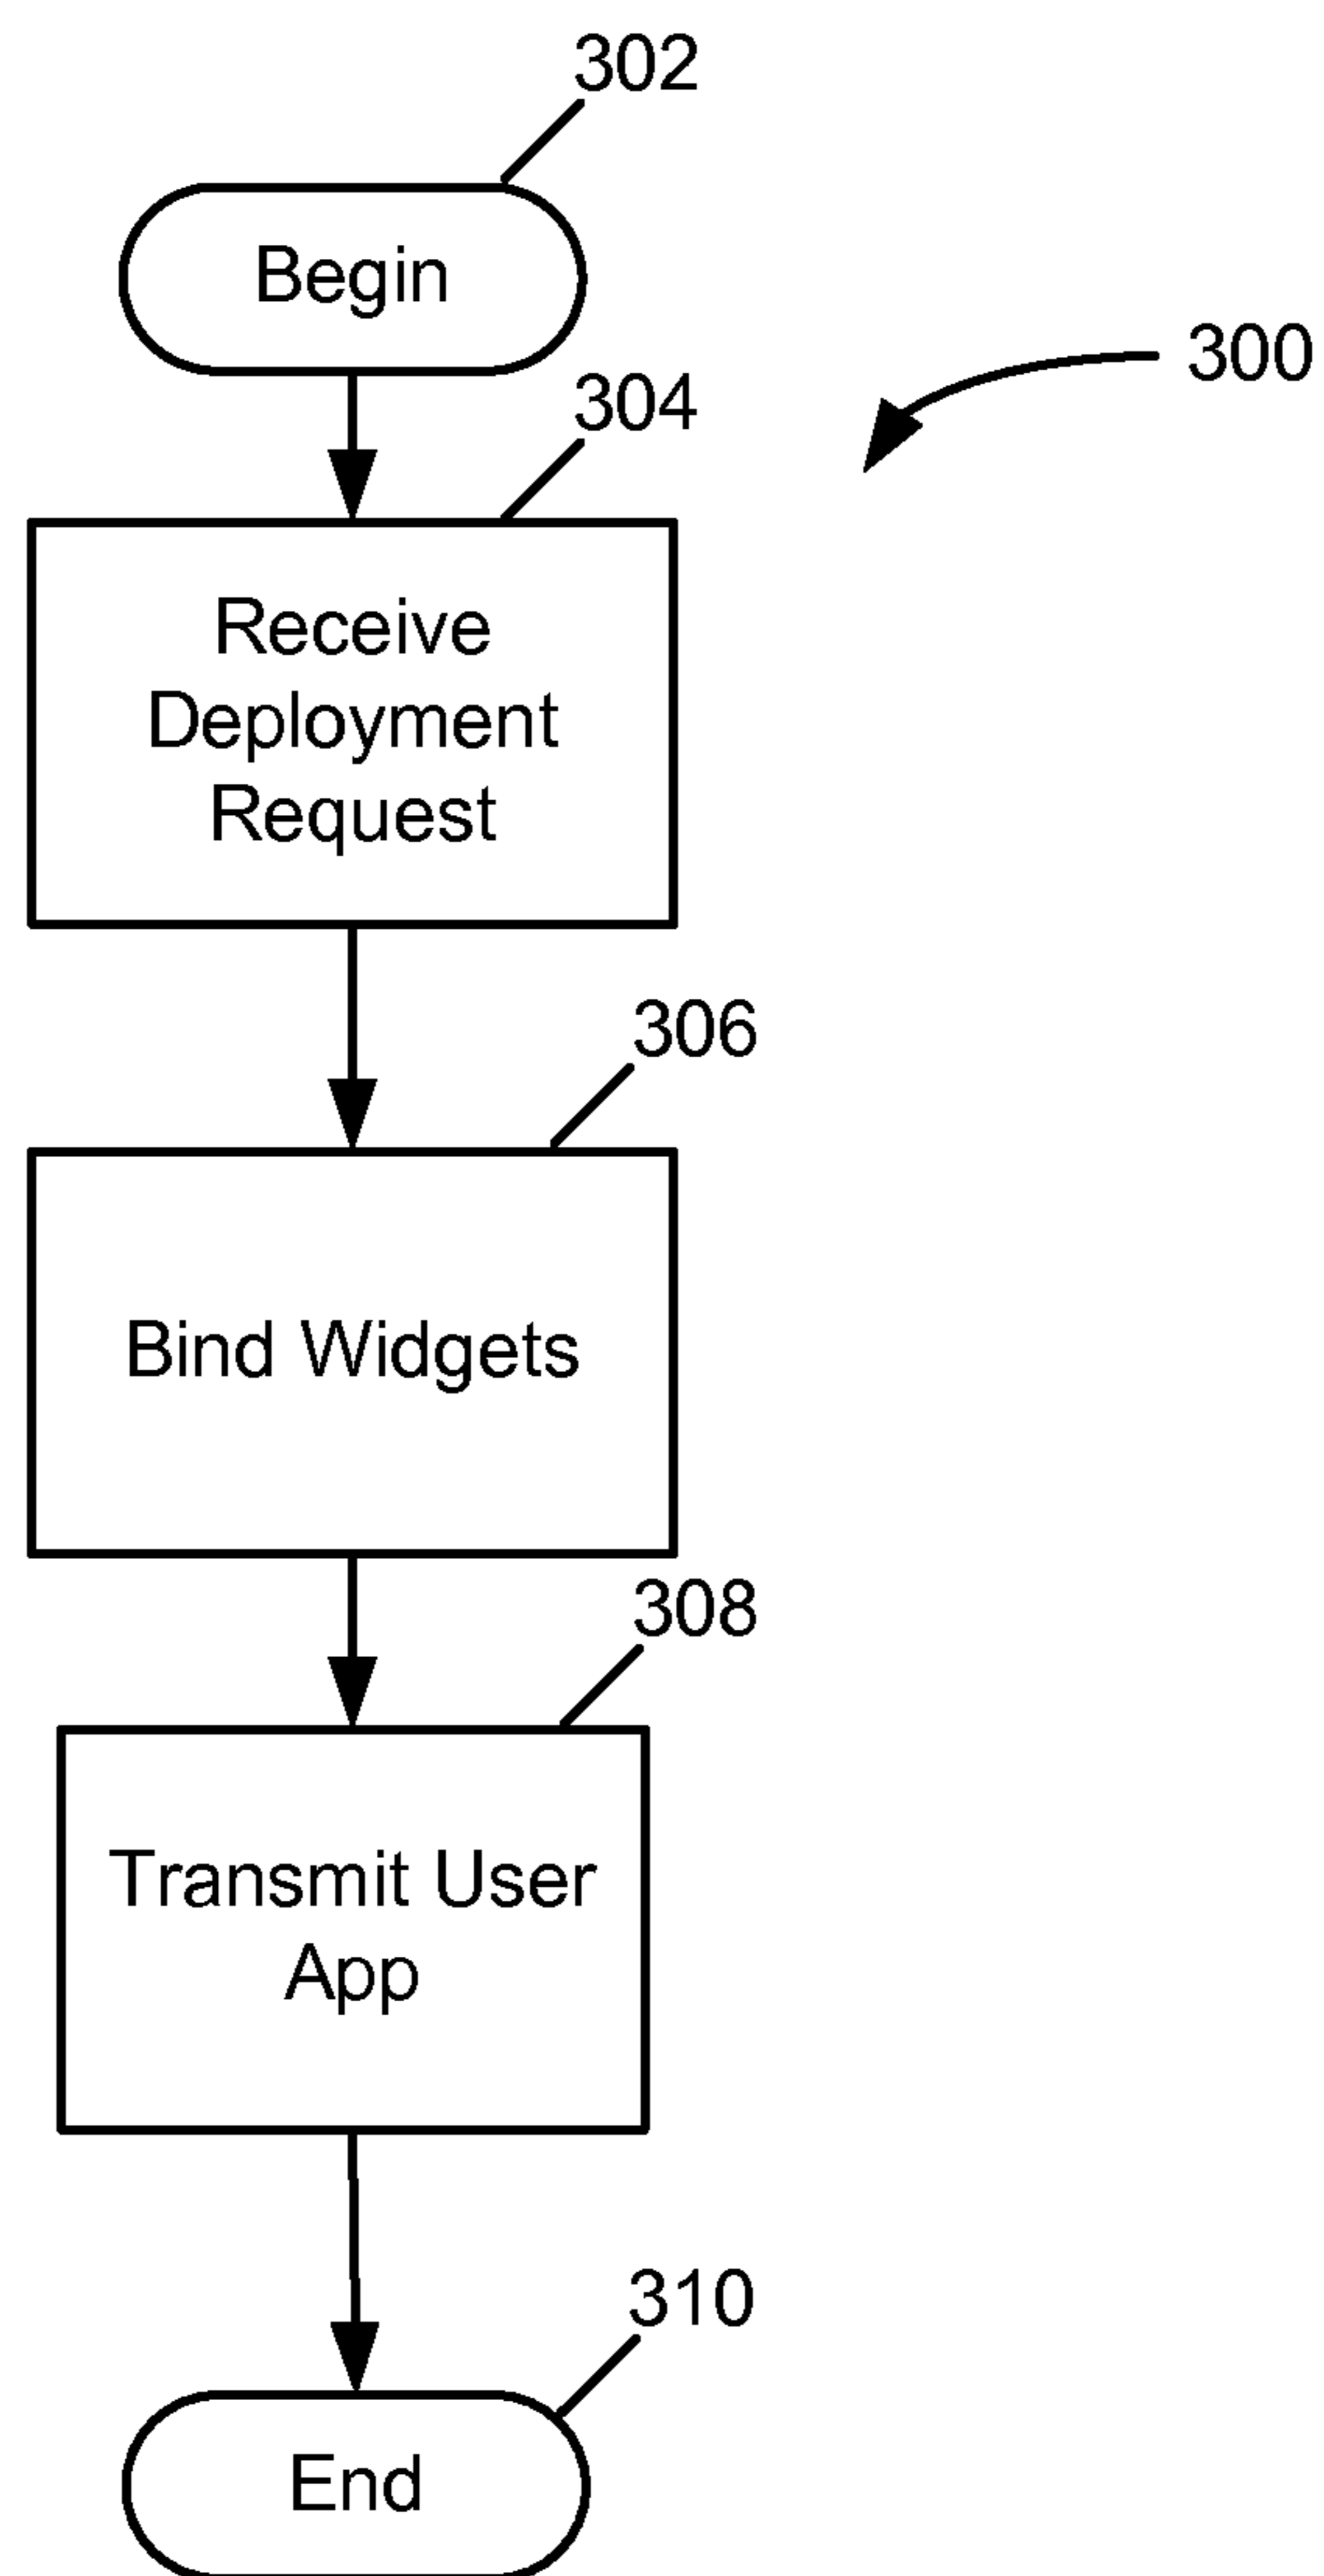 302
Begin
300
304
Receive
Deployment
Request
306
Bind Widgets
308
Transmit User
App
310
End